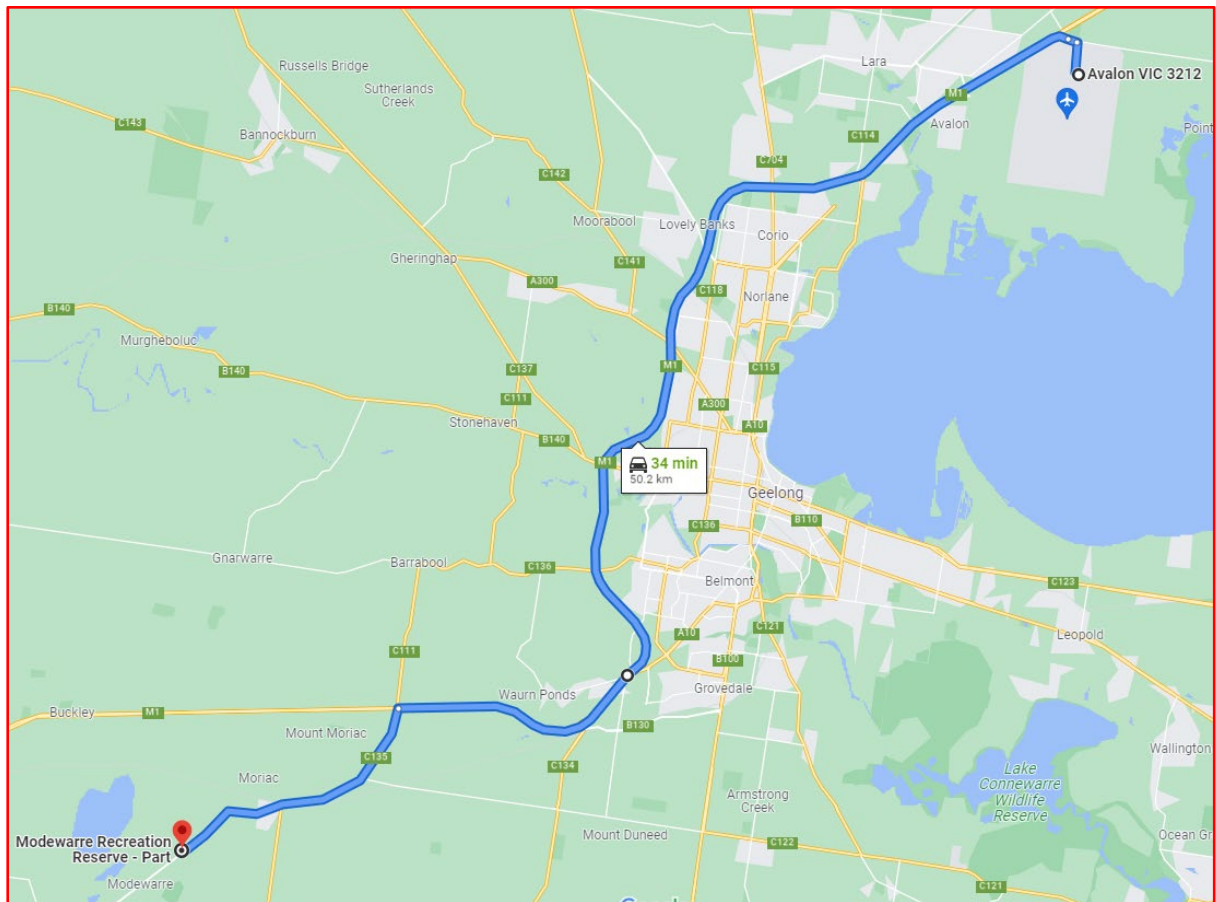 Russells Bridge
Sutherlands
Creek
Lara
Avalon VIC 3212
M1
Avalon
Point
C143
Bannockburn
C114
C704
C142
Moorabool
Lovely Banks
Corio
Gheringhap
C141
A300
C118
Norlane
B140
Murgheboluc
M1
C137
C115
B140
C111
A300
Stonehaven
A10
B140
M1
34 min
50.2 km
Geelong
B110
C136
Gnarwarre
Barrabool
C136
Belmont
C123
C121
A10
Leopold
C111
B100
Waurn Ponds
Grovedale
Buckley
M1
B130
Mount Moriac
C135
Wallington
Moriac
C134
Lake
Connewarre
Wildlife
Reserve
Armstrong
Creek
Modewarre Recreation
Reserve - Part
Mount Duneed
C122
Ocean Gr
Modewarre
C121